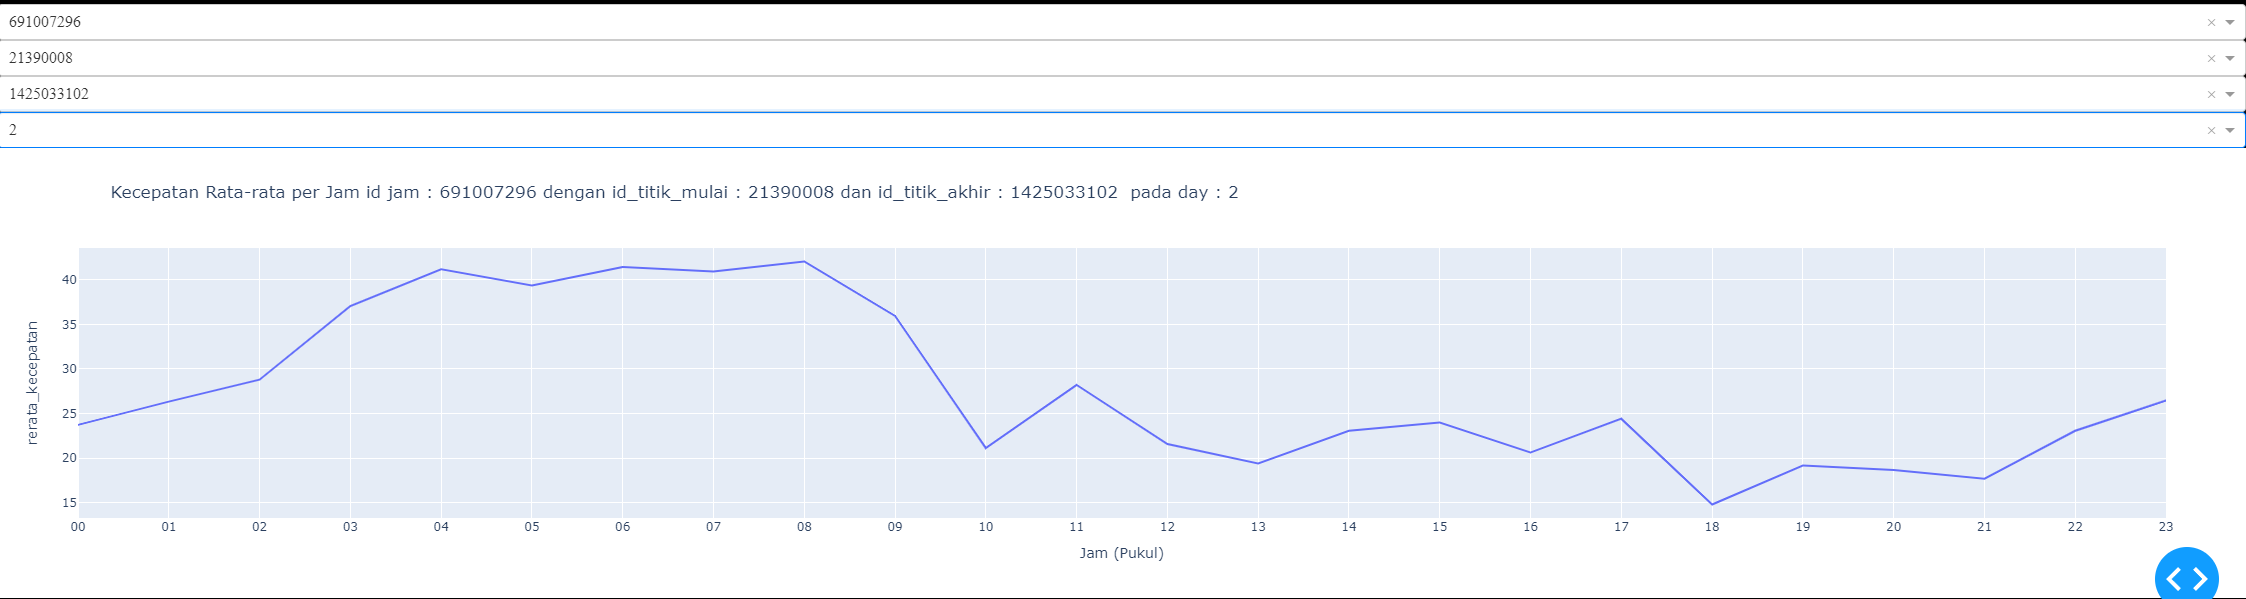 691007296
21390008
1425033102
2
Kecepatan Rata-rata per Jam id jam : 691007296 dengan id_titik_mulai : 21390008 dan id_titik_akhir : 1425033102  pada day : 2
40
35
30
25
20
15
rerata_kecepatan
00 01 02 03 04 05 06 07 08 09 10 11 12 13 14 15 16 17 18 19 20 21 22 23
Jam (Pukul)